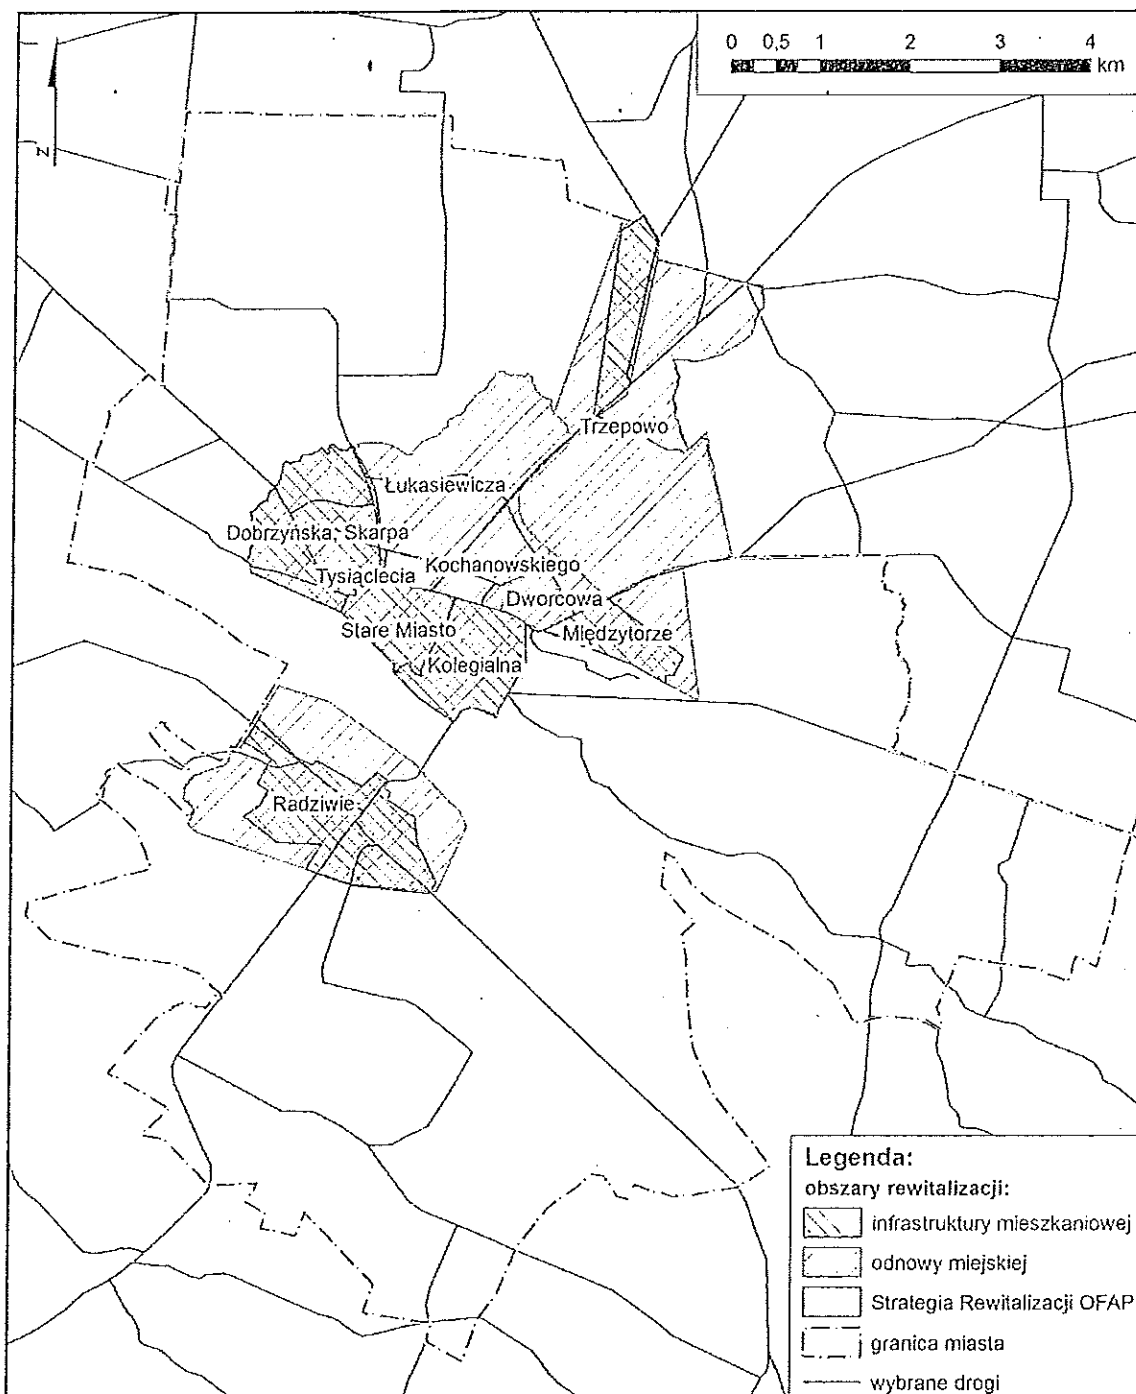 0 0,5 1 2 3 4
km
N
Trzepowo
Łukasiewicza
Dobrzyńska, Skarpa
Kochanowskiego
Tysiąclecia
Dworcowa
Stare Miasto
Międzytorze
Kolegialna
Radziwie
Legenda:
obszary rewitalizacji:
infrastruktury mieszkaniowej
odnowy miejskiej
Strategia Rewitalizacji OFAP
granica miasta
wybrane drogi